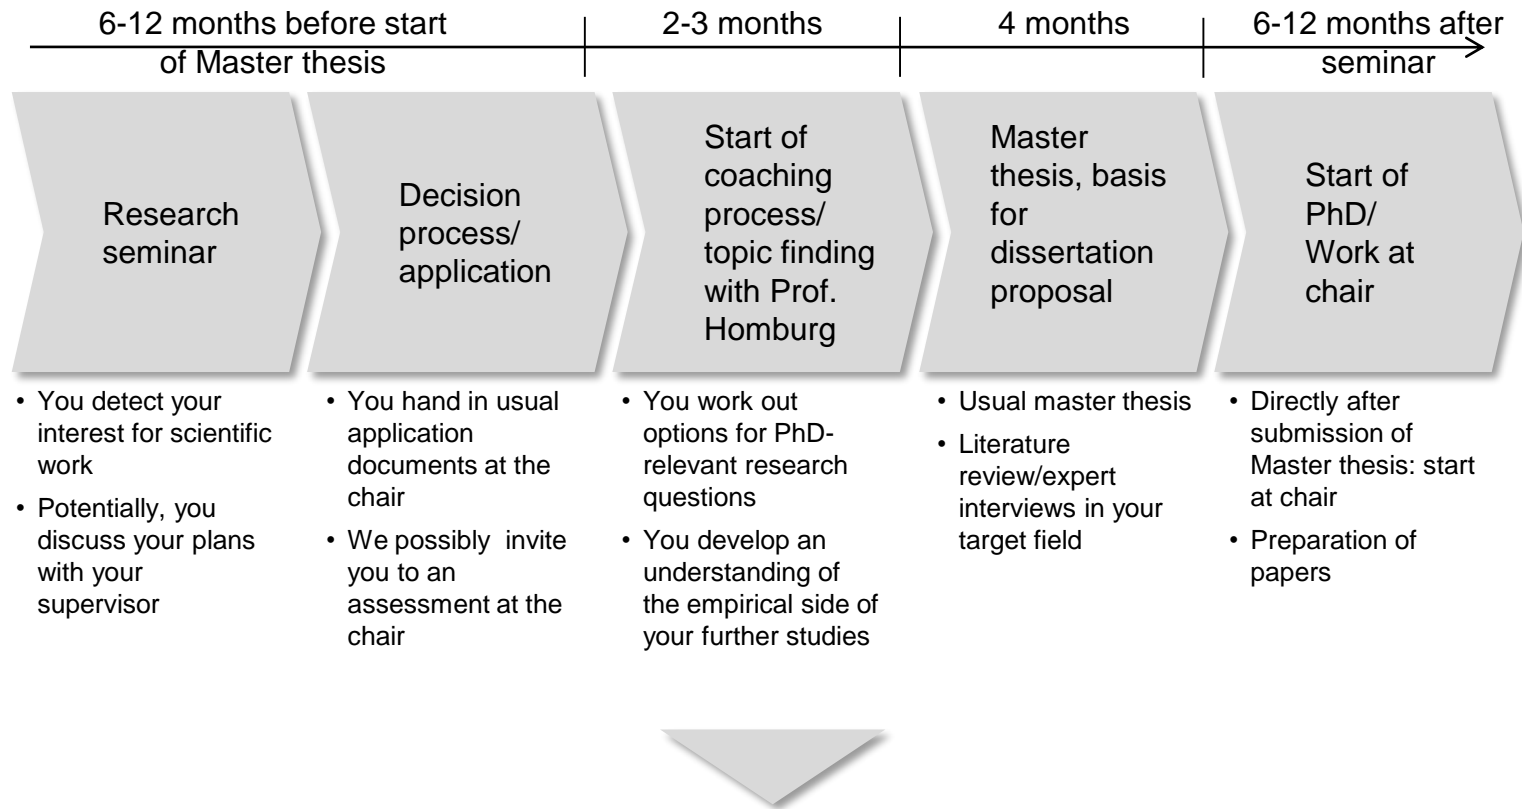 6-12 months before start
of Master thesis
2-3 months
4 months
6-12 months after
seminar
Research
seminar
Decision
process/
application
Start of
coaching
process/
topic finding
with Prof.
Homburg
Master
thesis, basis
for
dissertation
proposal
Start of
PhD/
Work at
chair
• You detect your
interest for scientific
work
• Potentially, you
discuss your plans
with your
supervisor
• You hand in usual
application
documents at the
chair
• We possibly invite
you to an
assessment at the
chair
• You work out
options for PhD-
relevant research
questions
• You develop an
understanding of
the empirical side of
your further studies
• Usual master thesis
• Literature
review/expert
interviews in your
target field
• Directly after
submission of
Master thesis: start
at chair
• Preparation of
papers